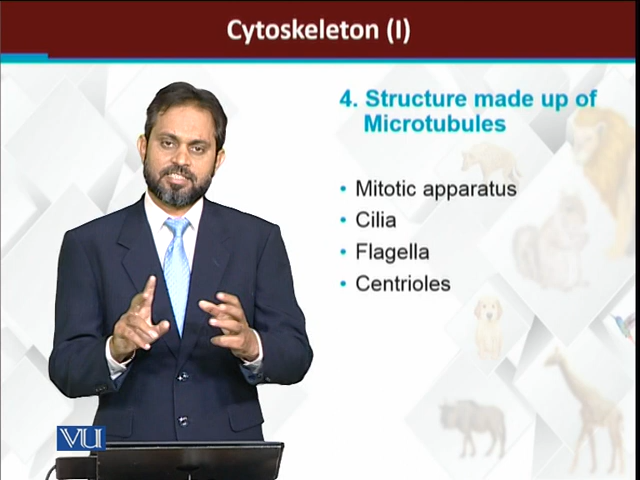 Cytoskeleton (I)
4. Structure made up of
Microtubules
• Mitotic apparatus
• Cilia
• Flagella
• Centrioles
VU